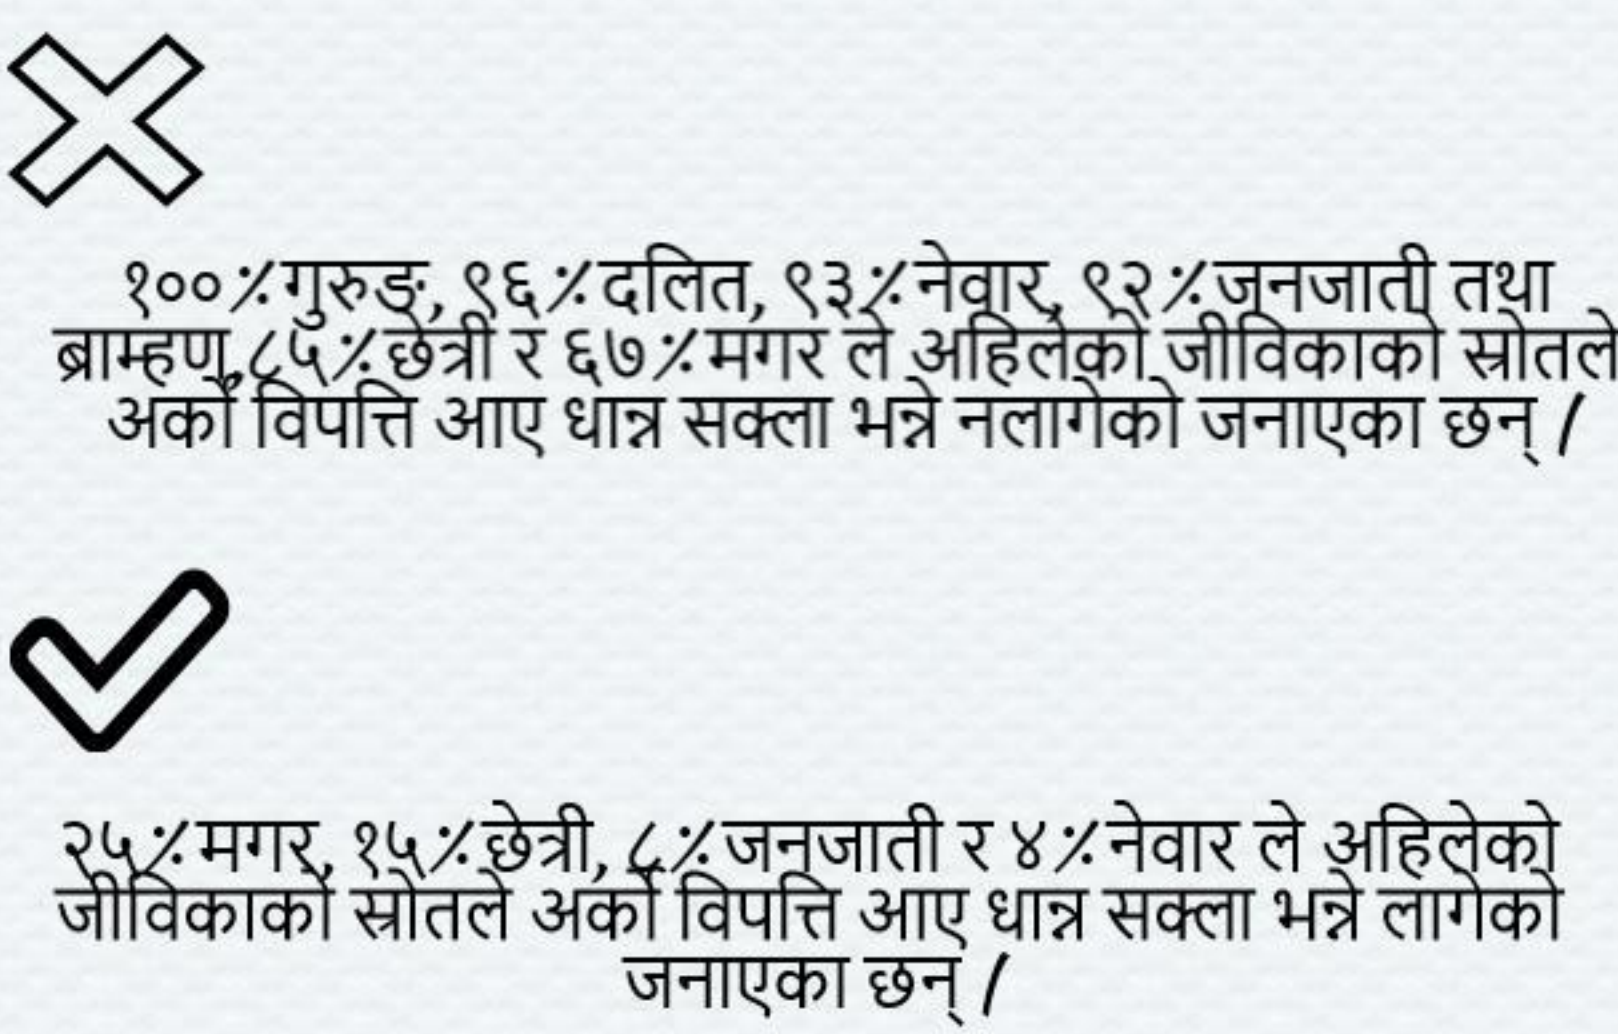 १००%गुरुङ, ९६%दलित, ९३%नेवार, ९२%जनजाती तथा
ब्राम्हण,८५%छेत्री र ६७%मगर ले अहिलेको जीविकाको स्रोतले
अर्को विपत्ति आए धान्न सक्ला भन्ने नलागेको जनाएका छन् /
२५%मगर, १५%छेत्री, ८%जनजाती र ४%नेवार ले अहिलेको
जीविकाको स्रोतले अर्को विपत्ति आए धान्न सक्ला भन्ने लागेको
जनाएका छन् /